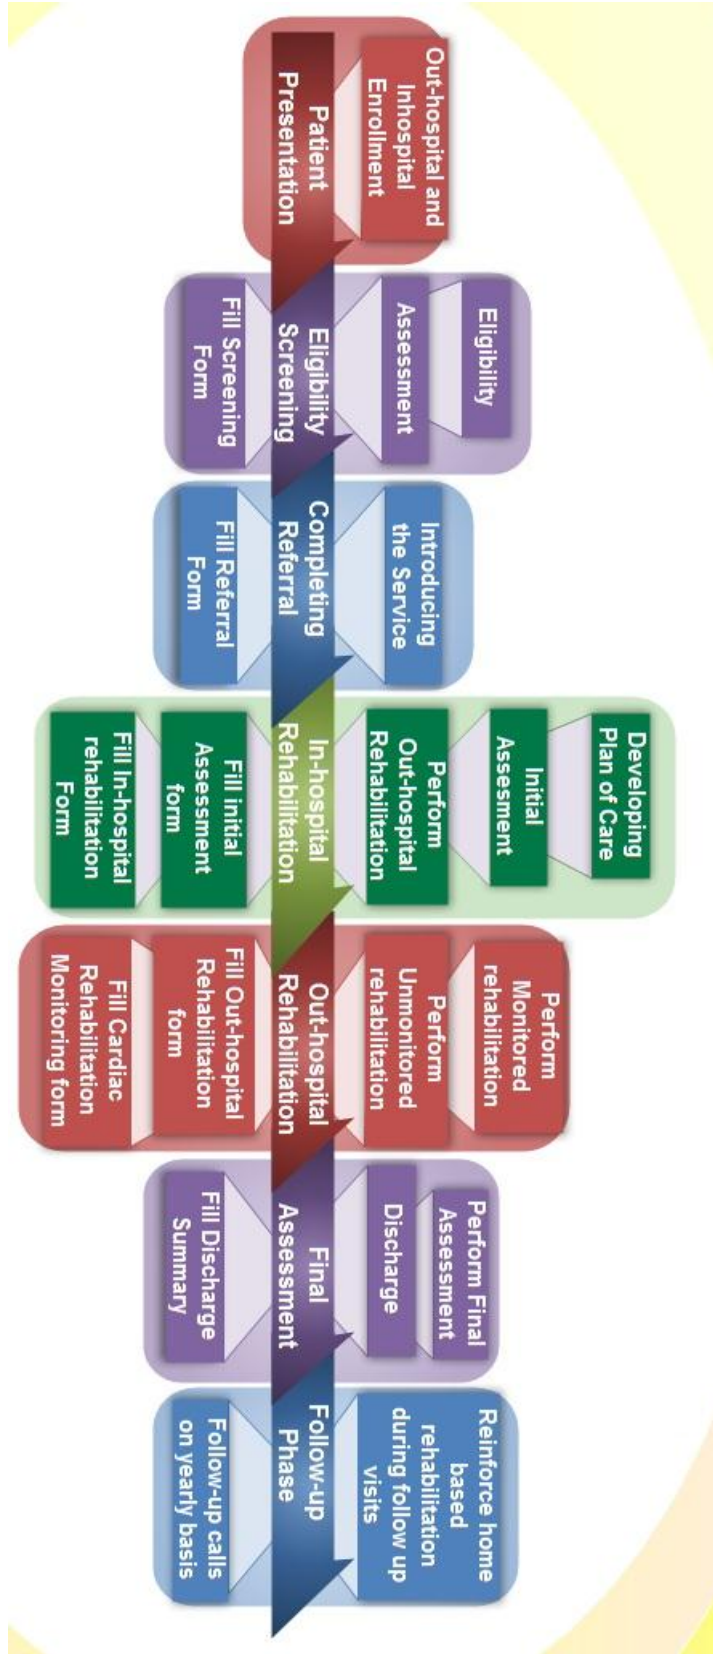 Out-hospital and
Inhospital
Enrollment
Patient
Presentation
Eligibility
Assessment
Eligibility
Screening
Fill Screening
Form
Introducing
the Service
Completing
Referral
Fill Referral
Form
Developing
Plan of Care
Initial
Assesment
Perform
Out-hospital
Rehabilitation
In-hospital
Rehabilitation
Fill initial
Assessment
form
Fill In-hospital
rehabilitation
Form
Perform
Monitored
rehabilitation
Perform
Unmonitored
rehabilitation
Out-hospital
Rehabilitation
Fill Out-hospital
Rehabilitation
form
Fill Cardiac
Rehabilitation
Monitoring form
Perform Final
Assessment
Discharge
Final
Assessment
Fill Discharge
Summary
Reinforce home
based
rehabilitation
during follow up
visits
Follow-up
Phase
Follow-up calls
on yearly basis